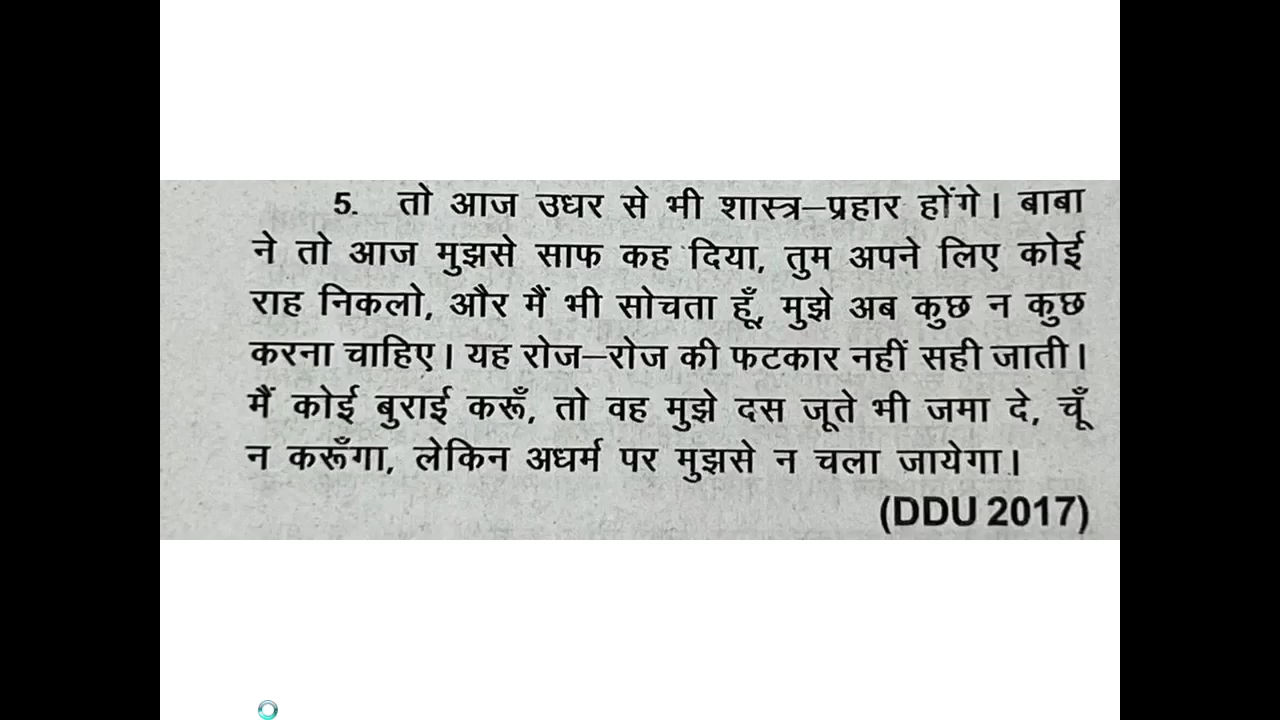 5. तो आज उधर से भी शास्त्र–प्रहार होंगे। बाबा
ने तो आज मुझसे साफ कह दिया, तुम अपने लिए कोई
राह निकलो, और मैं भी सोचता हूँ, मुझे अब कुछ न कुछ
करना चाहिए। यह रोज–रोज की फटकार नहीं सही जाती।
मैं कोई बुराई करूँ, तो वह मुझे दस जूते भी जमा दे, चूँ
न करूँगा, लेकिन अधर्म पर मुझसे न चला जायेगा।
(DDU 2017)